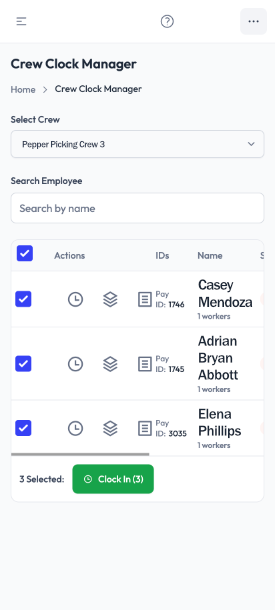 Crew Clock Manager
Home > Crew Clock Manager
Select Crew
Pepper Picking Crew 3
Search Employee
Search by name
Actions IDs Name S
Pay
ID: 1746
Casey
Mendoza
1 workers
Pay
ID: 1745
Adrian
Bryan
Abbott
1 workers
Pay
ID: 3035
Elena
Phillips
1 workers
3 Selected: Clock In (3)